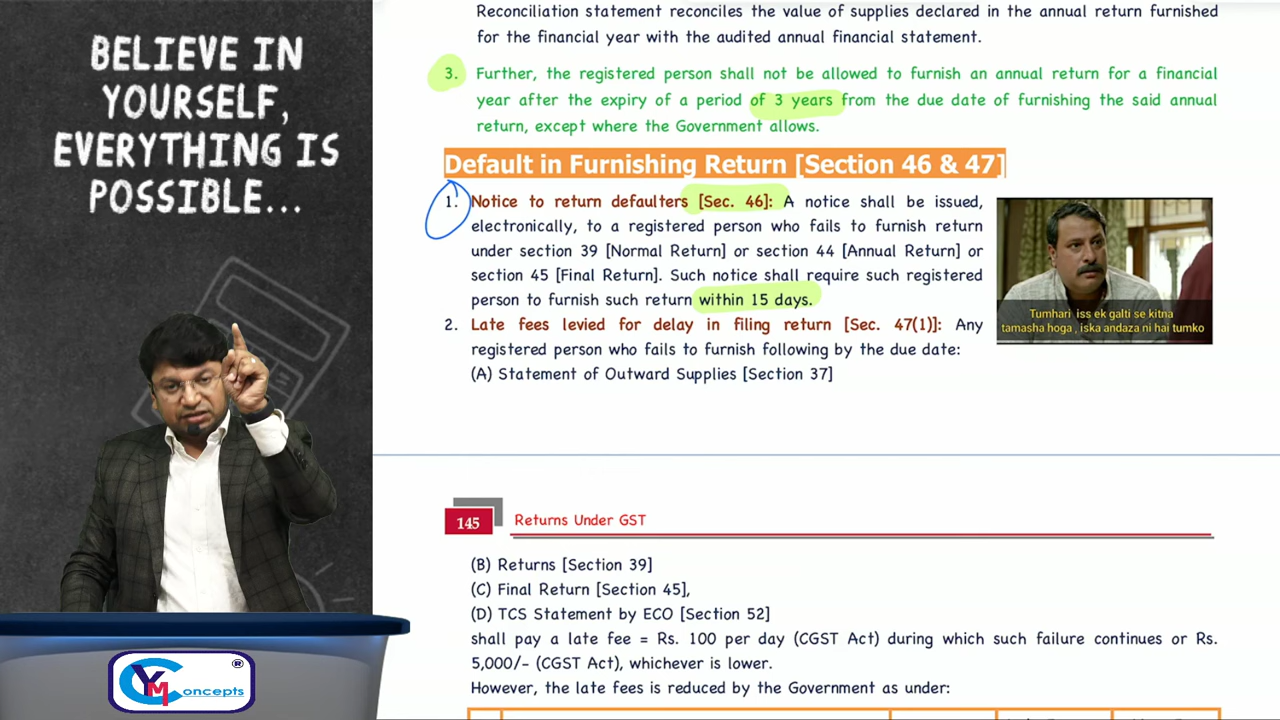 BELIEVE IN
YOURSELF,
EVERYTHING IS
POSSIBLE...
Reconciliation statement reconciles the value of supplies declared in the annual return furnished
for the financial year with the audited annual financial statement.
3. Further, the registered person shall not be allowed to furnish an annual return for a financial
year after the expiry of a period of 3 years from the due date of furnishing the said annual
return, except where the Government allows.
Default in Furnishing Return [Section 46 & 47]
1. Notice to return defaulters [Sec. 46]: A notice shall be issued,
electronically, to a registered person who fails to furnish return
under section 39 [Normal Return] or section 44 [Annual Return] or
section 45 [Final Return]. Such notice shall require such registered
person to furnish such return within 15 days.
Tumhari iss ek galti se kitna
tamasha hoga , iska andaza ni hai tumko
2. Late fees levied for delay in filing return [Sec. 47(1)]: Any
registered person who fails to furnish following by the due date:
(A) Statement of Outward Supplies [Section 37]
145 Returns Under GST
(B) Returns [Section 39]
(C) Final Return [Section 45],
(D) TCS Statement by ECO [Section 52]
shall pay a late fee = Rs. 100 per day (CGST Act) during which such failure continues or Rs.
5,000/- (CGST Act), whichever is lower.
However, the late fees is reduced by the Government as under:
CYM oncepts ®